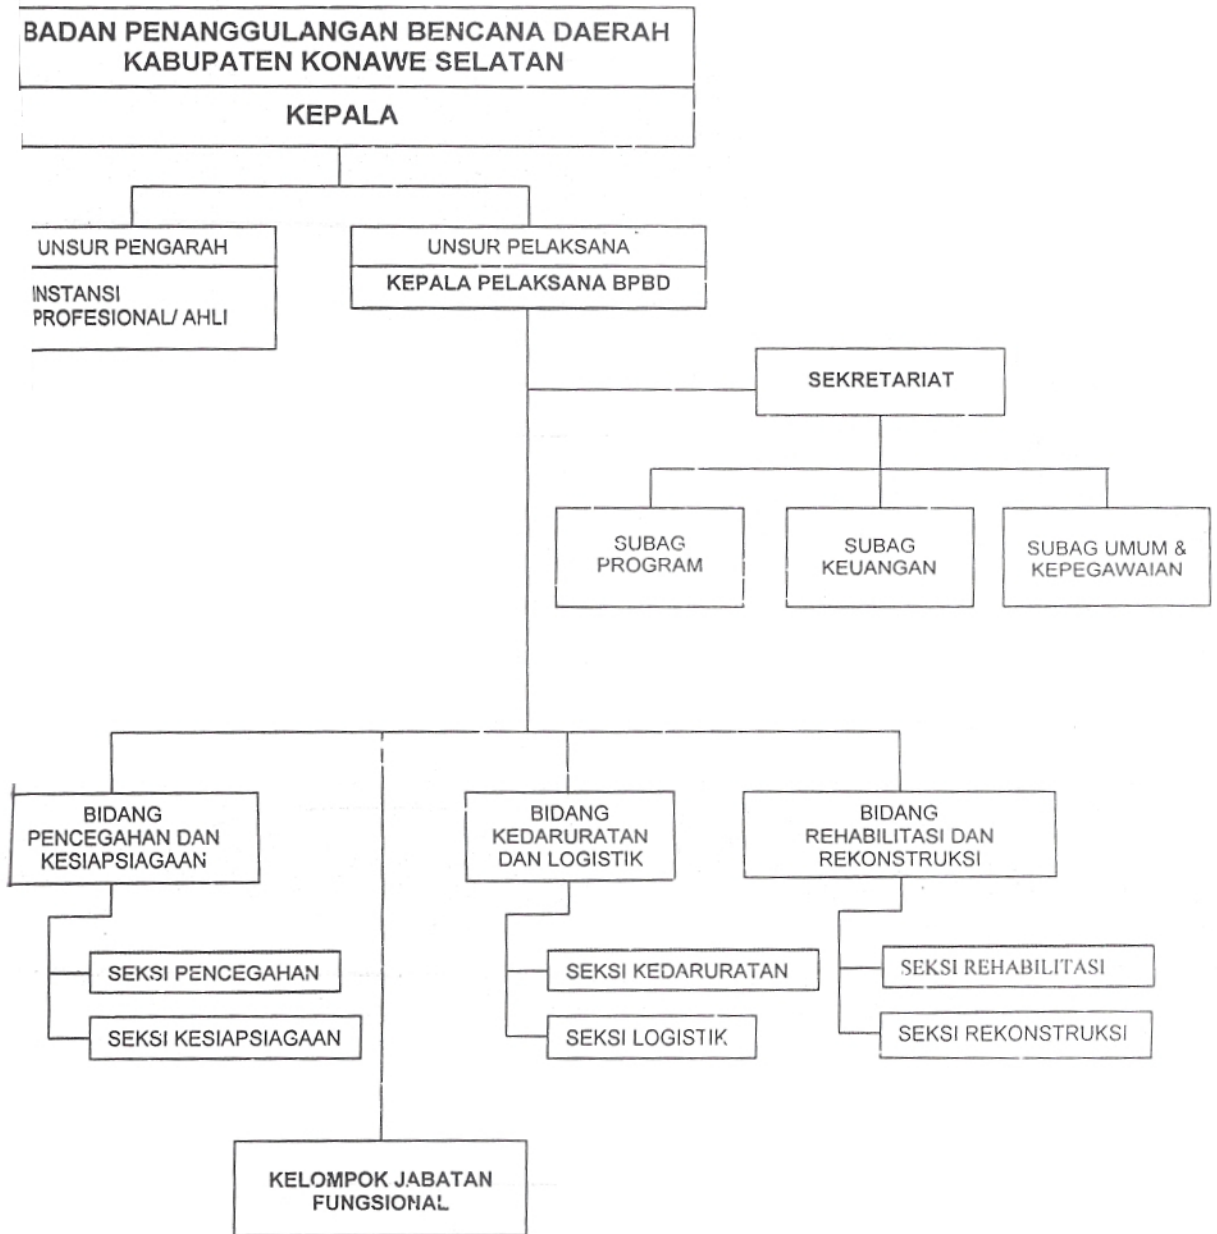 BADAN PENANGGULANGAN BENCANA DAERAH
KABUPATEN KONAWE SELATAN
KEPALA
UNSUR PENGARAH
INSTANSI
PROFESIONAL/ AHLI
UNSUR PELAKSANA
KEPALA PELAKSANA BPBD
SEKRETARIAT
SUBAG
PROGRAM
SUBAG
KEUANGAN
SUBAG UMUM &
KEPEGAWAIAN
BIDANG
PENCEGAHAN DAN
KESIAPSIAGAAN
SEKSI PENCEGAHAN
SEKSI KESIAPSIAGAAN
BIDANG
KEDARURATAN
DAN LOGISTIK
SEKSI KEDARURATAN
SEKSI LOGISTIK
BIDANG
REHABILITASI DAN
REKONSTRUKSI
SEKSI REHABILITASI
SEKSI REKONSTRUKSI
KELOMPOK JABATAN
FUNGSIONAL